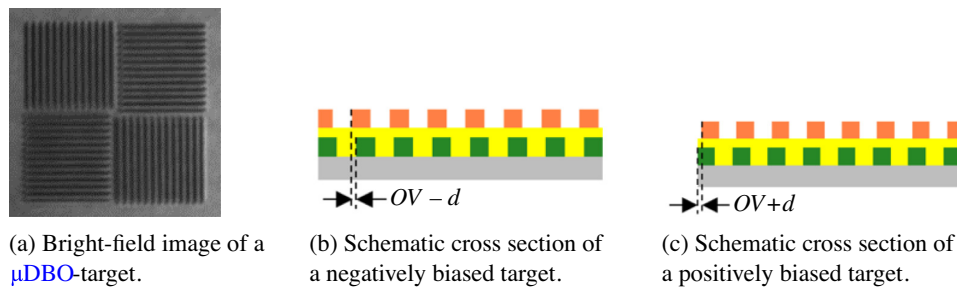 OV – d
OV+d
(a) Bright-field image of a
µDBO-target.
(b) Schematic cross section of
a negatively biased target.
(c) Schematic cross section of
a positively biased target.